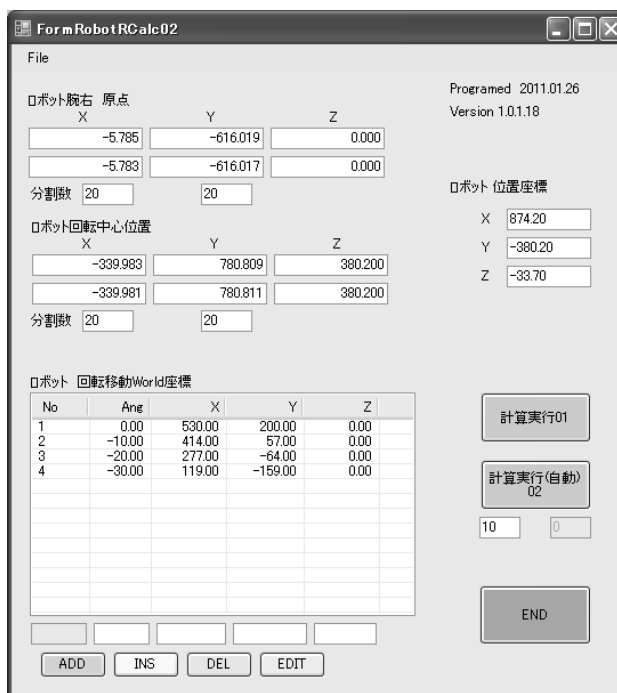 FormRobotRCalc02
File
Programed 2011.01.26
Version 1.0.1.18
ロボット腕右 原点
X Y Z
-5.785 -616.019 0.000
-5.783 -616.017 0.000
分割数 20 20
ロボット位置座標
X 874.20
Y -380.20
Z -33.70
ロボット回転中心位置
X Y Z
-339.983 780.809 380.200
-339.981 780.811 380.200
分割数 20 20
ロボット 回転移動World座標
No Ang X Y Z
1 0.00 530.00 200.00 0.00
2 -10.00 414.00 57.00 0.00
3 -20.00 277.00 -64.00 0.00
4 -30.00 119.00 -159.00 0.00
計算実行01
計算実行(自動)
02
10 0
END
ADD INS DEL EDIT